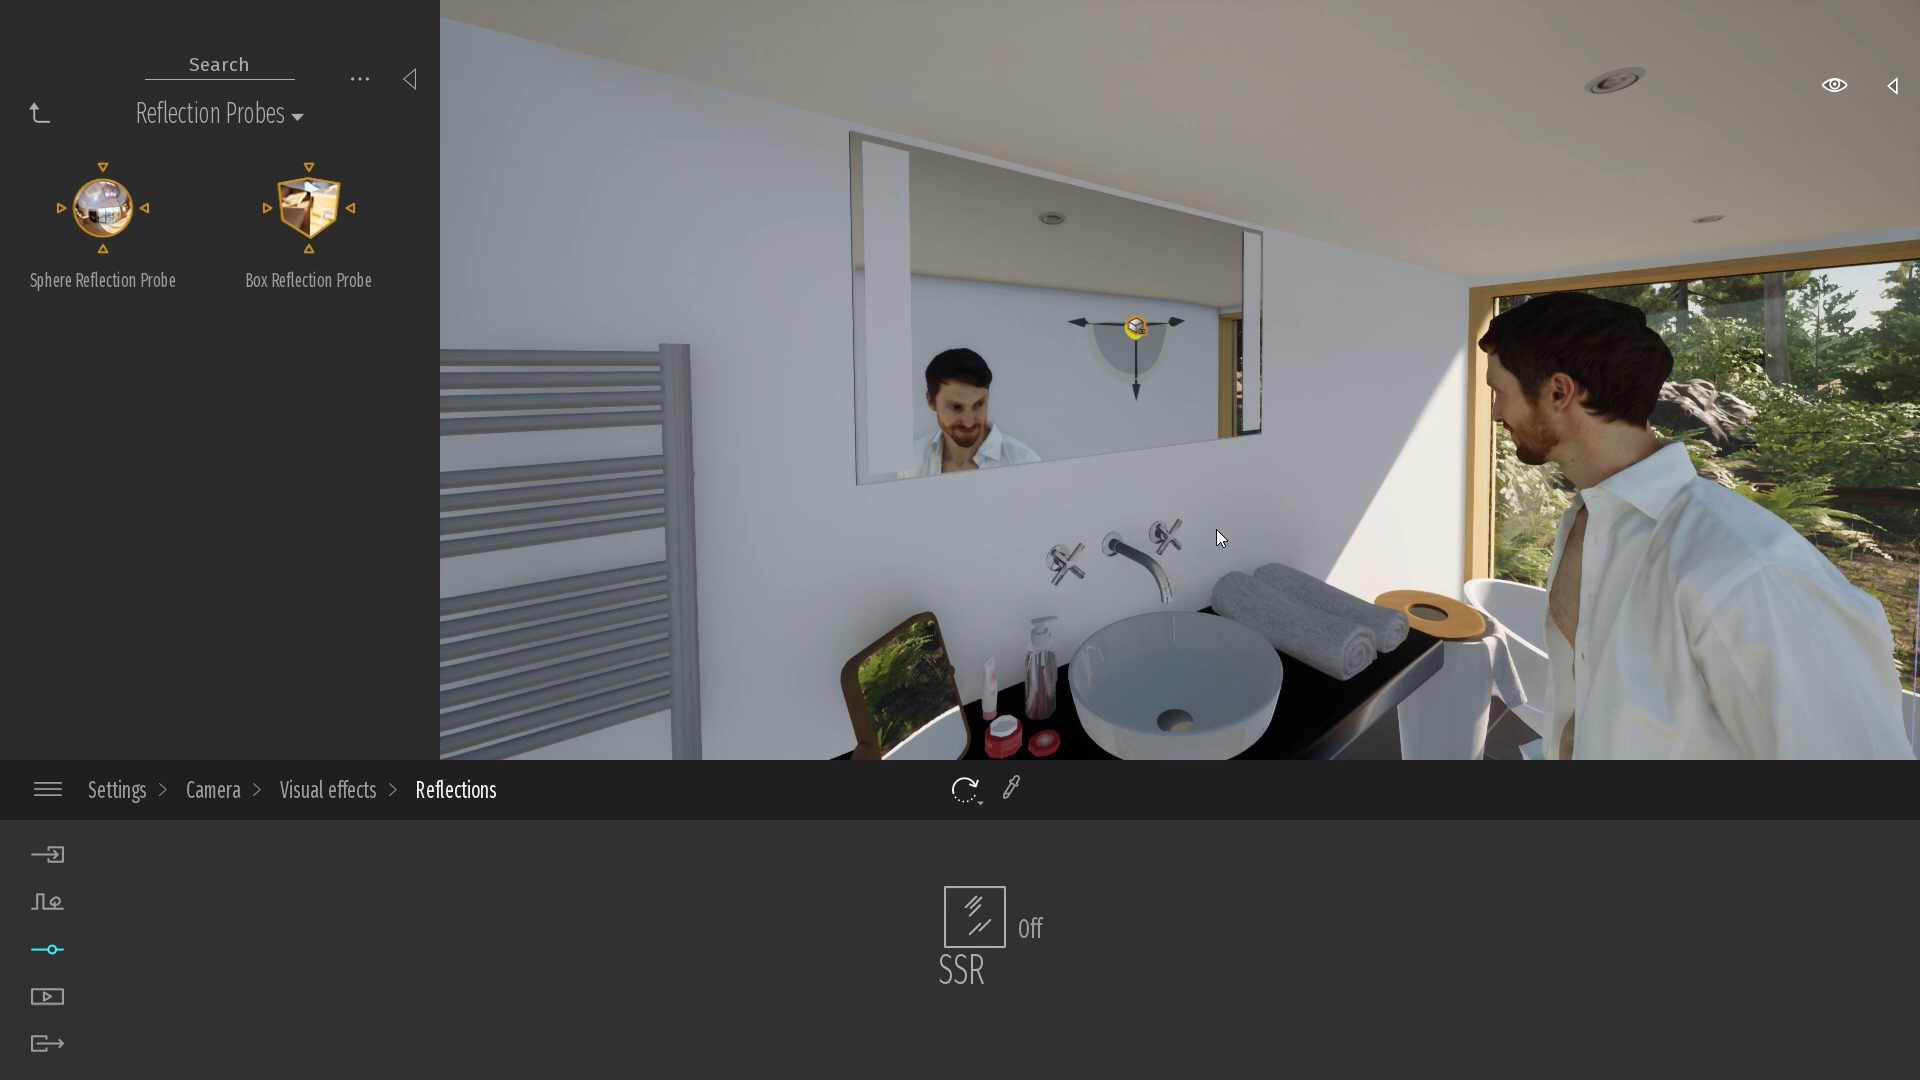 Search
Reflection Probes
Sphere Reflection Probe
Box Reflection Probe
Settings
Camera
Visual effects
Reflections
Off
SSR